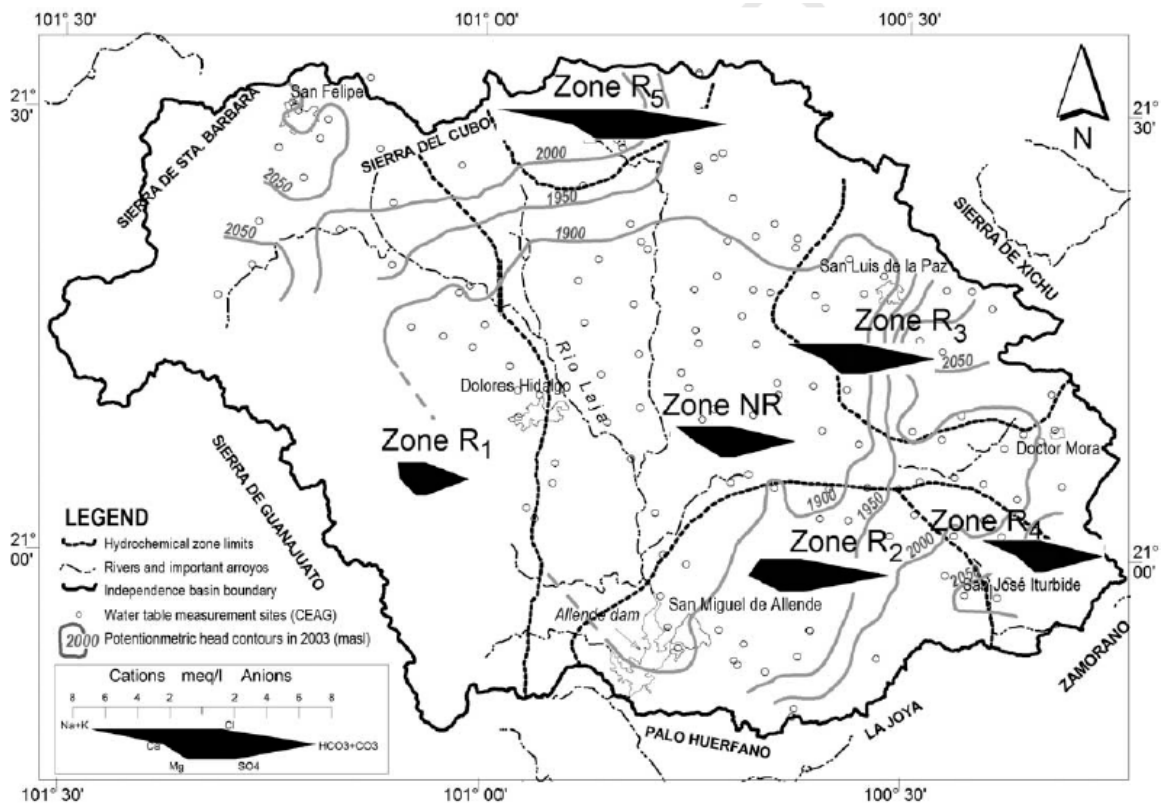 101° 30'
101° 00'
100° 30'
21°
30'
21°
30'
N
San Felipe
Zone R5
SIERRA DE STA. BARBARA
SIERRA DEL CUBO
2000
2050
1950
2050
1900
SIERRA DE XICHU
San Luis de la Paz
Zone R3
2050
Rio Laja
Dolores Hidalgo
Zone NR
Zone R1
Doctor Mora
SIERRA DE GUANAJUATO
1900
1950
2000
Zone R4
Zone R2
2050
San José Iturbide
21°
00'
21°
00'
San Miguel de Allende
Allende dam
ZAMORANO
LA JOYA
PALO HUERFANO
LEGEND
Hydrochemical zone limits
Rivers and important arroyos
Independence basin boundary
Water table measurement sites (CEAG)
2000 Potentionmetric head contours in 2003 (masl)
Cations meq/l Anions
8 6 4 2 2 4 6 8
Na+K Cl
Ca HCO3+CO3
Mg SO4
101° 30'
101° 00'
100° 30'